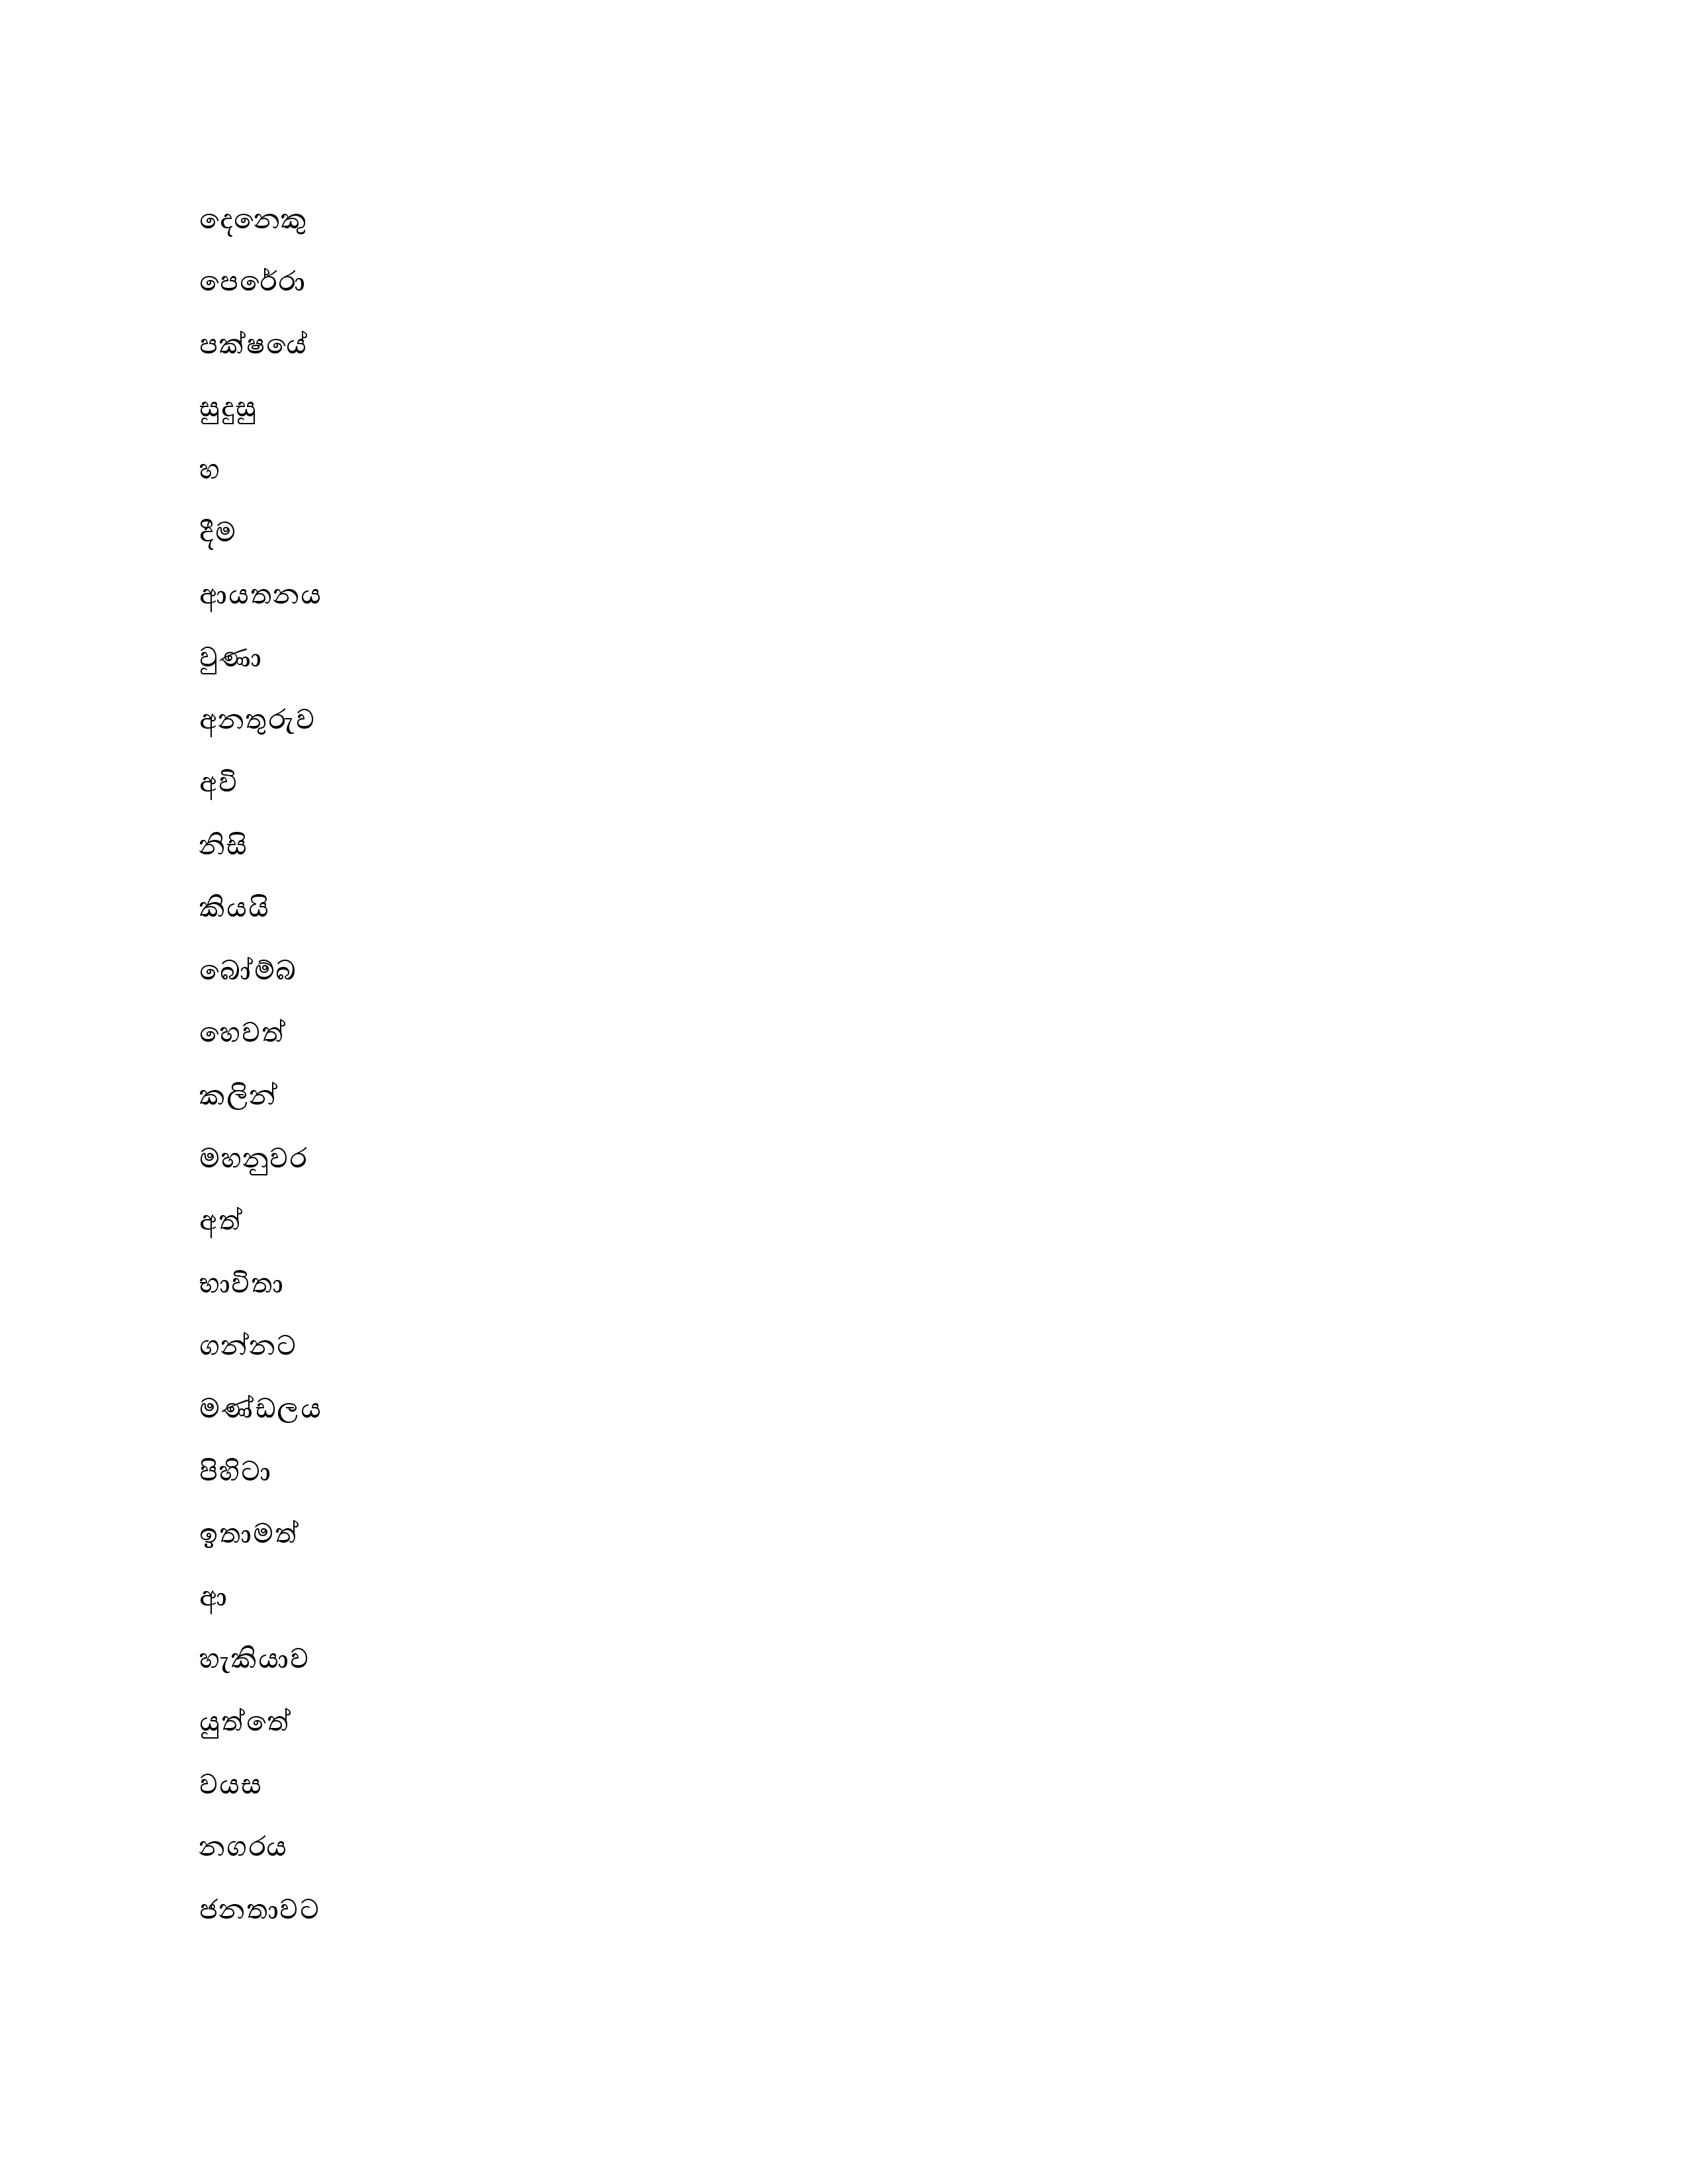 දෙනෙකු
පෙරේරා
පක්ෂයේ
සුදුසු
හ
දීම
ආයතනය
වුණා
අනතුරුව
අවි
නිසි
කියයි
බෝම්බ
හෙවත්
කලින්
මහනුවර
අත්
භාවිතා
ගන්නට
මණ්ඩලය
පිහිටා
ඉතාමත්
ආ
හැකියාව
යුත්තේ
වයස
නගරය
ජනතාවට